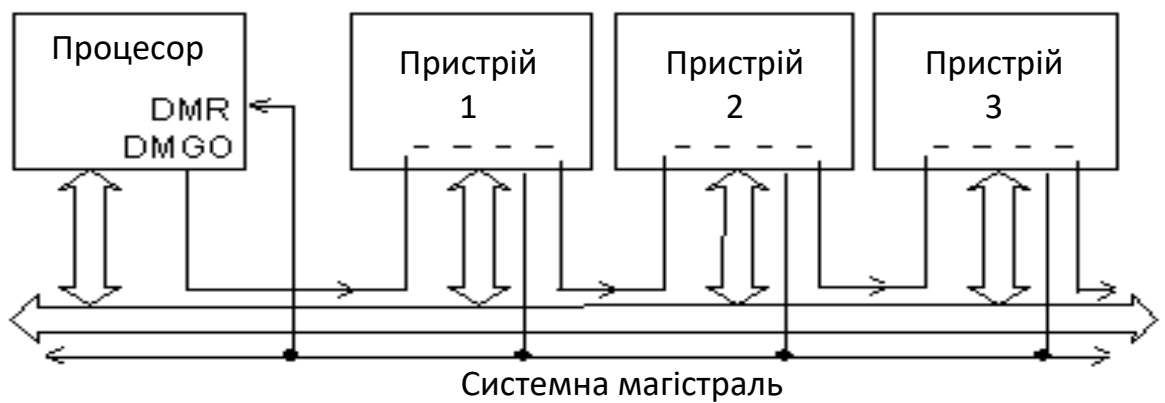 Процесор
DMR
DMGO
Пристрій
1
Пристрій
2
Пристрій
3
Системна магістраль